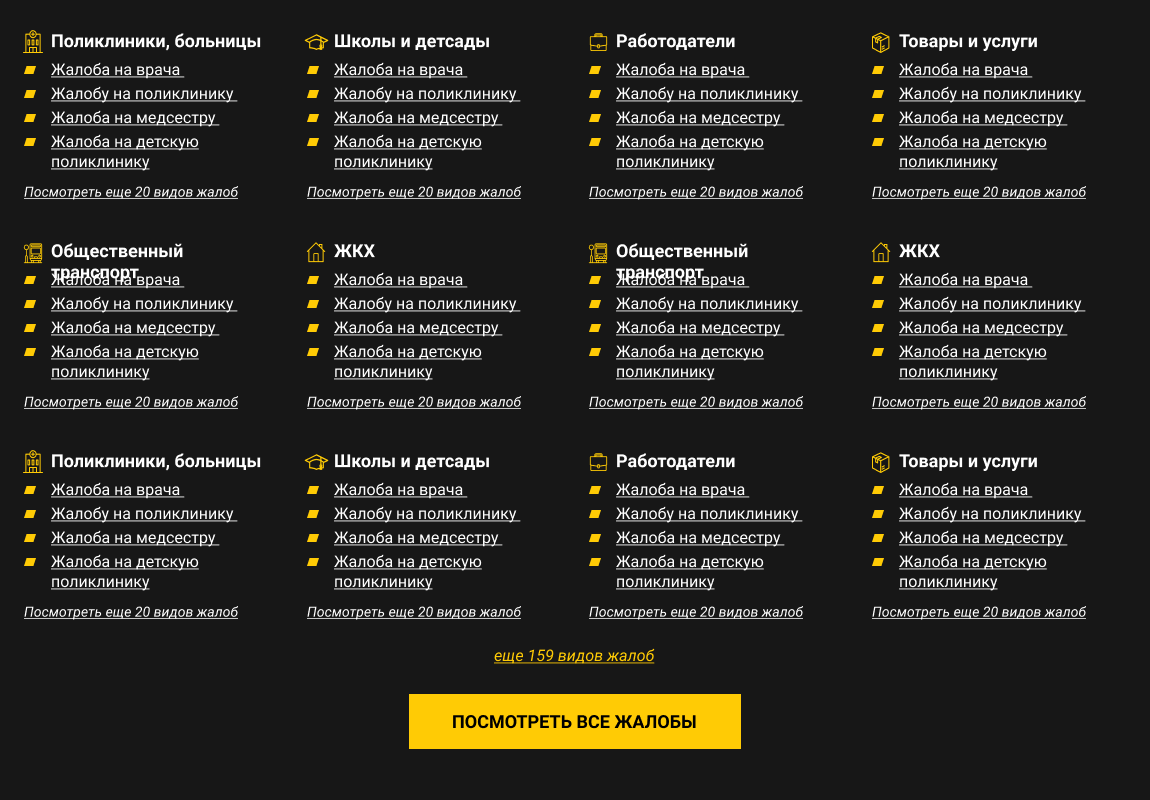 Поликлиники, больницы
Жалоба на врача
Жалобу на поликлинику
Жалоба на медсестру
Жалоба на детскую
поликлинику
Посмотреть еще 20 видов жалоб
Школы и детсады
Жалоба на врача
Жалобу на поликлинику
Жалоба на медсестру
Жалоба на детскую
поликлинику
Посмотреть еще 20 видов жалоб
Работодатели
Жалоба на врача
Жалобу на поликлинику
Жалоба на медсестру
Жалоба на детскую
поликлинику
Посмотреть еще 20 видов жалоб
Товары и услуги
Жалоба на врача
Жалобу на поликлинику
Жалоба на медсестру
Жалоба на детскую
поликлинику
Посмотреть еще 20 видов жалоб
Общественный
транспорт
Жалоба на врача
Жалобу на поликлинику
Жалоба на медсестру
Жалоба на детскую
поликлинику
Посмотреть еще 20 видов жалоб
ЖКХ
Жалоба на врача
Жалобу на поликлинику
Жалоба на медсестру
Жалоба на детскую
поликлинику
Посмотреть еще 20 видов жалоб
Общественный
транспорт
Жалоба на врача
Жалобу на поликлинику
Жалоба на медсестру
Жалоба на детскую
поликлинику
Посмотреть еще 20 видов жалоб
ЖКХ
Жалоба на врача
Жалобу на поликлинику
Жалоба на медсестру
Жалоба на детскую
поликлинику
Посмотреть еще 20 видов жалоб
Поликлиники, больницы
Жалоба на врача
Жалобу на поликлинику
Жалоба на медсестру
Жалоба на детскую
поликлинику
Посмотреть еще 20 видов жалоб
Школы и детсады
Жалоба на врача
Жалобу на поликлинику
Жалоба на медсестру
Жалоба на детскую
поликлинику
Посмотреть еще 20 видов жалоб
Работодатели
Жалоба на врача
Жалобу на поликлинику
Жалоба на медсестру
Жалоба на детскую
поликлинику
Посмотреть еще 20 видов жалоб
Товары и услуги
Жалоба на врача
Жалобу на поликлинику
Жалоба на медсестру
Жалоба на детскую
поликлинику
Посмотреть еще 20 видов жалоб
еще 159 видов жалоб
ПОСМОТРЕТЬ ВСЕ ЖАЛОБЫ